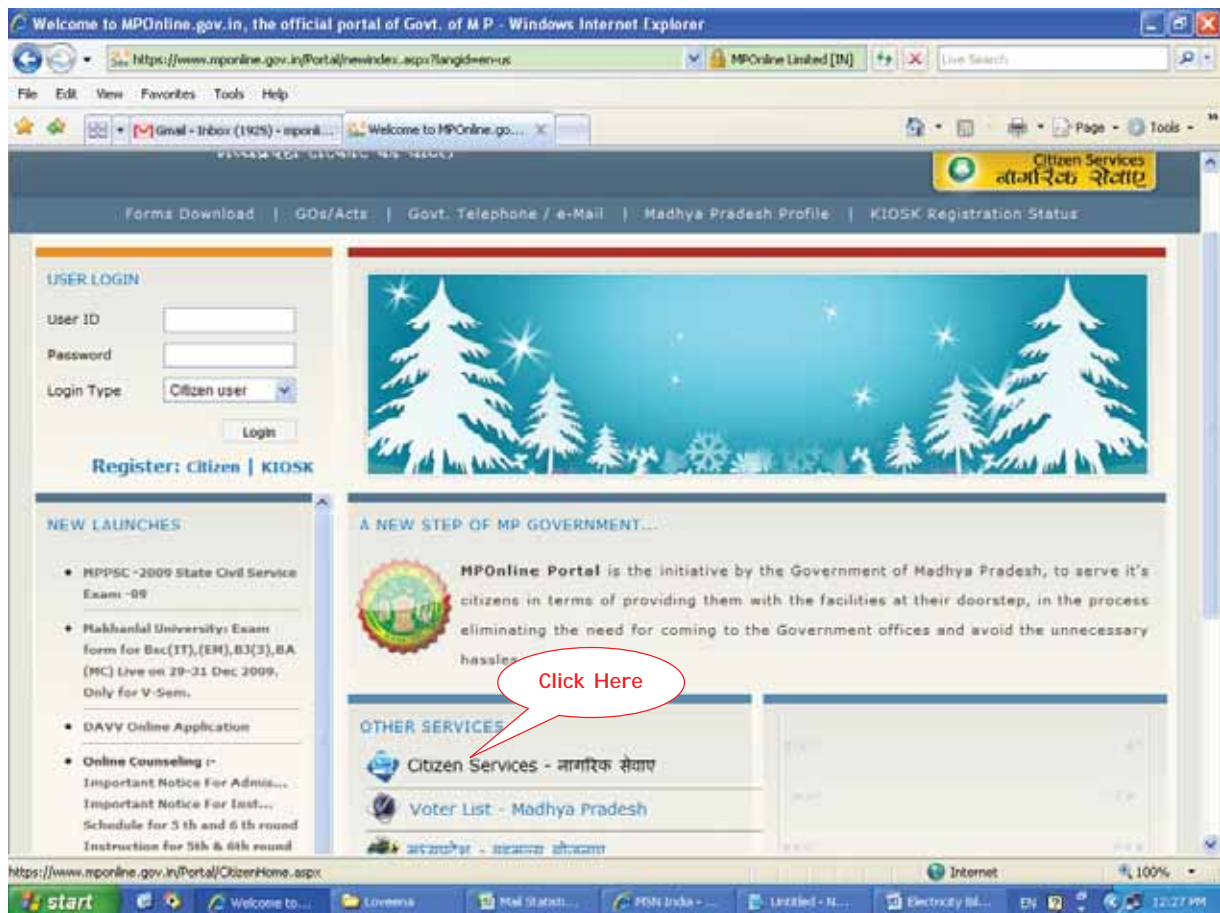 Welcome to MPOnline.gov.in, the official portal of Govt. of M P - Windows Internet Explorer
https://www.mponline.gov.in/Portal/newindex.aspx?langid=en-us
MPOnline Limited [IN]
Live Search
File Edit View Favorites Tools Help
Gmail - Inbox (1925) - mponli...
Welcome to MPOnline.go...
Page
Tools
Citizen Services
नागरिक सेवाए
Forms Download | GOs/Acts | Govt. Telephone / e-Mail | Madhya Pradesh Profile | KIOSK Registration Status
USER LOGIN
User ID
Password
Login Type Citizen user
Login
Register: Citizen | KIOSK
NEW LAUNCHES
• MPPSC -2009 State Civil Service
Exam -09
• Makhanlal University: Exam
form for Bsc(IT),(EM),BJ(3),BA
(MC) Live on 29-31 Dec 2009.
Only for V-Sem.
• DAVV Online Application
• Online Counseling :-
Important Notice For Admis...
Important Notice For Inst...
Schedule for 5 th and 6 th round
Instruction for 5th & 6th round
A NEW STEP OF MP GOVERNMENT...
MPOnline Portal is the initiative by the Government of Madhya Pradesh, to serve it's
citizens in terms of providing them with the facilities at their doorstep, in the process
eliminating the need for coming to the Government offices and avoid the unnecessary
hassles
Click Here
OTHER SERVICES
Citizen Services - नागरिक सेवाए
Voter List - Madhya Pradesh
https://www.mponline.gov.in/Portal/CitizenHome.aspx
Internet
100%
start
Welcome to...
Loveena
Mail Statisti...
MSN India - ...
Untitled - N...
Electricity Bil...
EN
12:27 PM